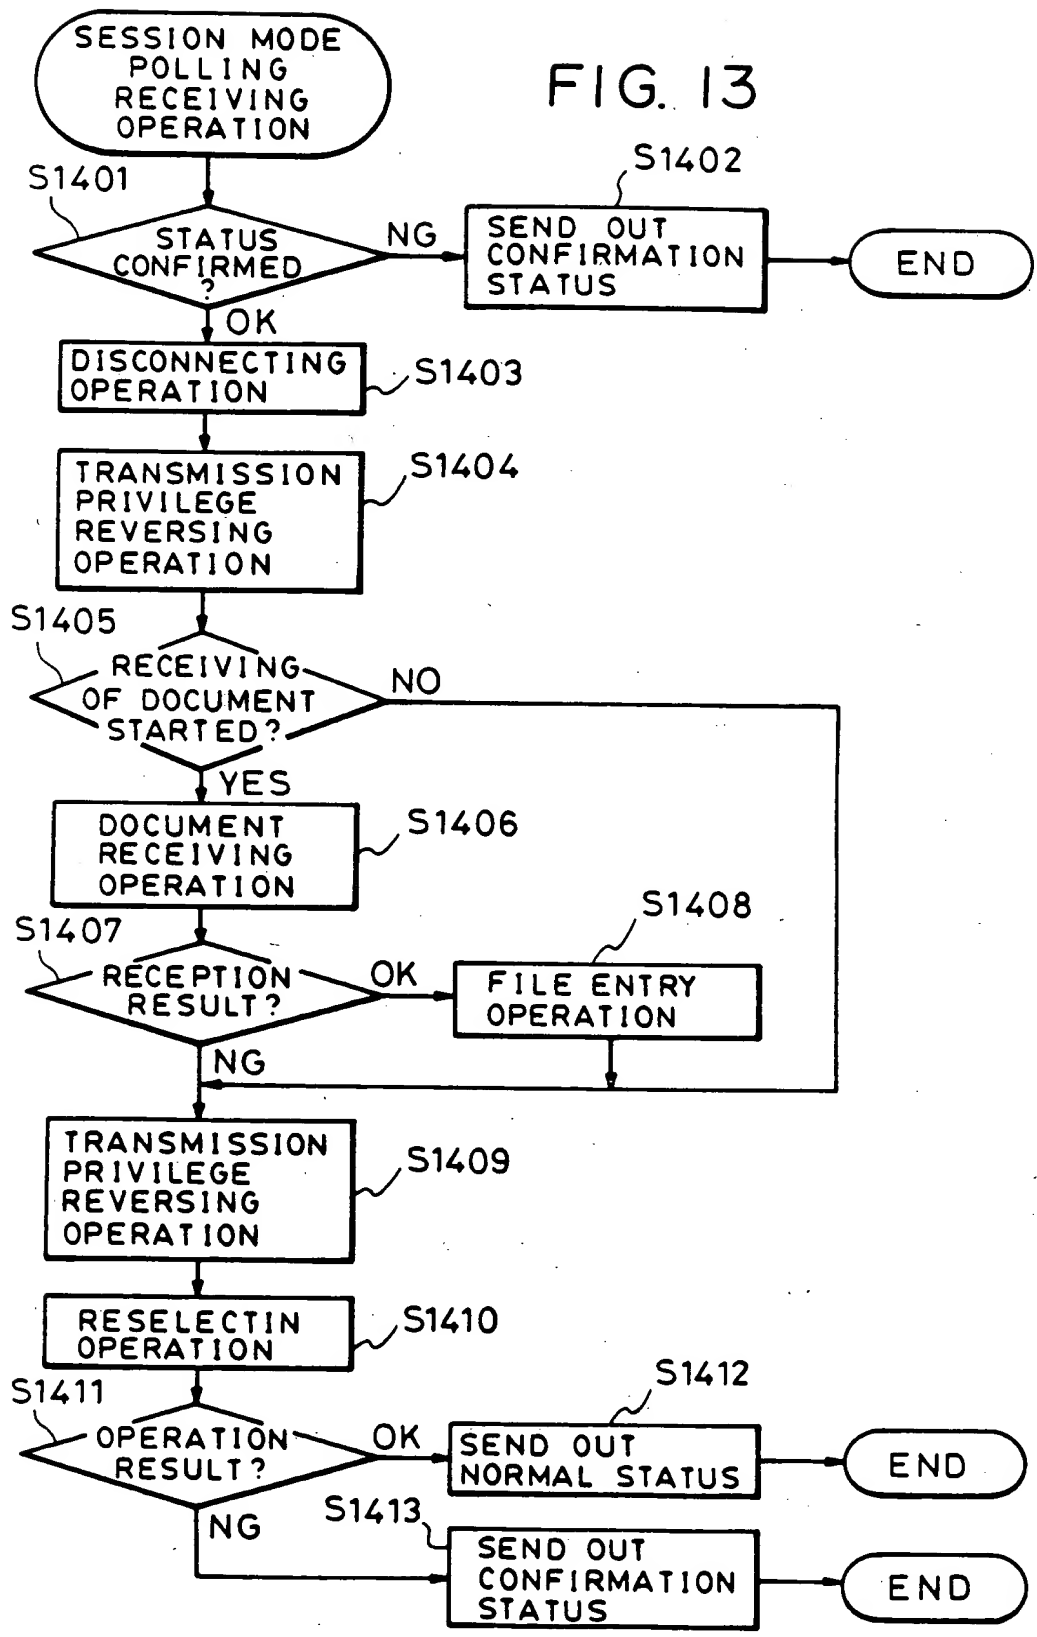 SESSION MODE
POLLING
RECEIVING
OPERATION
FIG. 13
S1401
STATUS
CONFIRMED
?
NG
S1402
SEND OUT
CONFIRMATION
STATUS
END
OK
DISCONNECTING
OPERATION
S1403
TRANSMISSION
PRIVILEGE
REVERSING
OPERATION
S1404
S1405
RECEIVING
OF DOCUMENT
STARTED?
NO
YES
DOCUMENT
RECEIVING
OPERATION
S1406
S1407
RECEPTION
RESULT?
OK
S1408
FILE ENTRY
OPERATION
NG
TRANSMISSION
PRIVILEGE
REVERSING
OPERATION
S1409
RESELECTIN
OPERATION
S1410
S1411
OPERATION
RESULT?
OK
S1412
SEND OUT
NORMAL STATUS
END
NG
S1413
SEND OUT
CONFIRMATION
STATUS
END